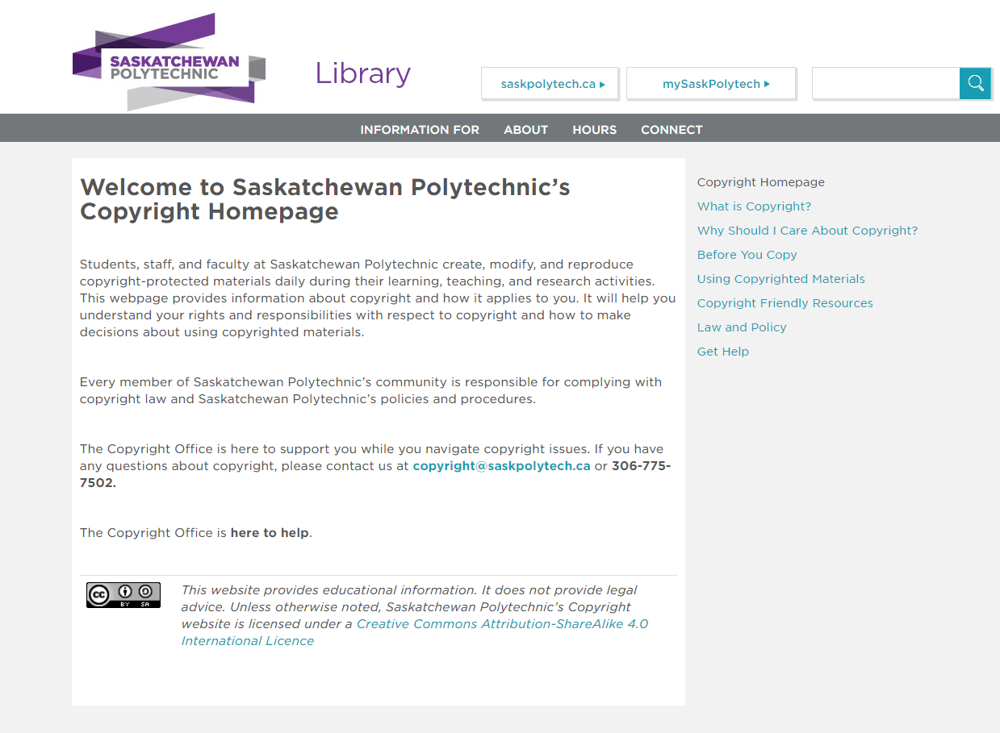 SASKATCHEWAN
POLYTECHNIC
Library
saskpolytech.ca
mySaskPolytech
INFORMATION FOR ABOUT HOURS CONNECT
Welcome to Saskatchewan Polytechnic’s
Copyright Homepage
Students, staff, and faculty at Saskatchewan Polytechnic create, modify, and reproduce
copyright-protected materials daily during their learning, teaching, and research activities.
This webpage provides information about copyright and how it applies to you. It will help you
understand your rights and responsibilities with respect to copyright and how to make
decisions about using copyrighted materials.
Every member of Saskatchewan Polytechnic’s community is responsible for complying with
copyright law and Saskatchewan Polytechnic’s policies and procedures.
The Copyright Office is here to support you while you navigate copyright issues. If you have
any questions about copyright, please contact us at copyright@saskpolytech.ca or 306-775-
7502.
The Copyright Office is here to help.
cc BY SA
This website provides educational information. It does not provide legal
advice. Unless otherwise noted, Saskatchewan Polytechnic’s Copyright
website is licensed under a Creative Commons Attribution-ShareAlike 4.0
International Licence
Copyright Homepage
What is Copyright?
Why Should I Care About Copyright?
Before You Copy
Using Copyrighted Materials
Copyright Friendly Resources
Law and Policy
Get Help